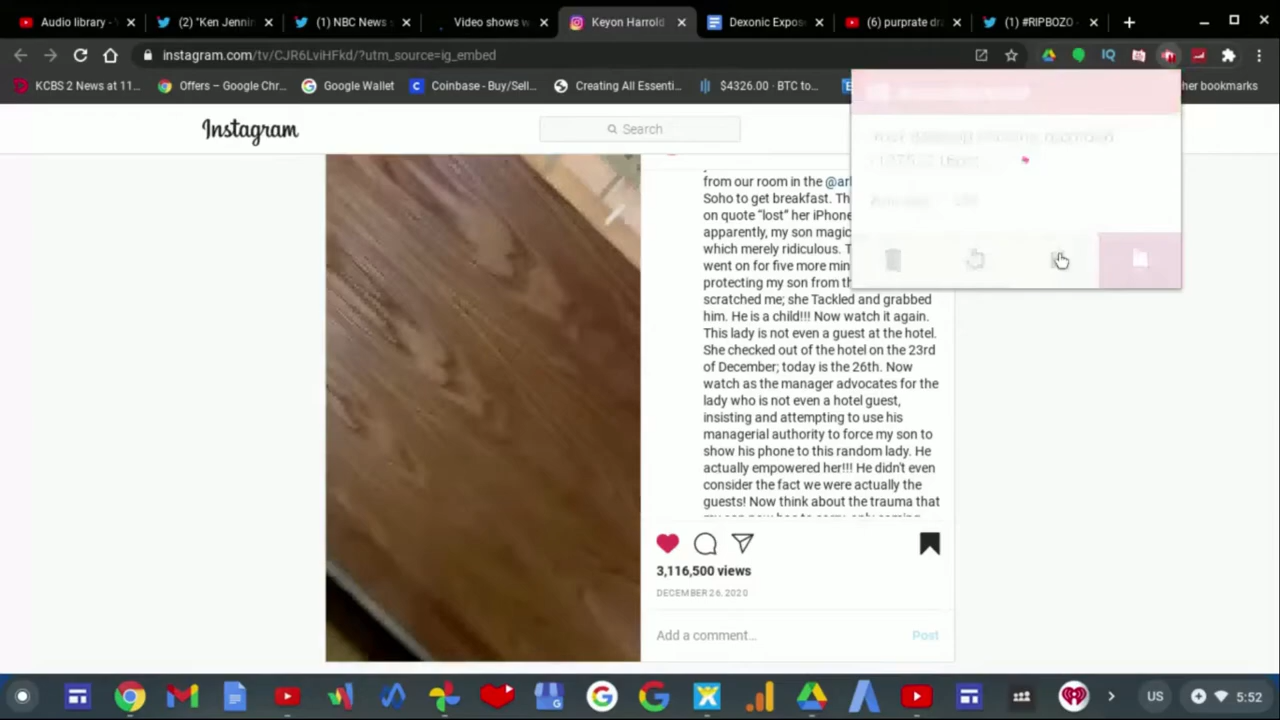 Audio library - Y
(2) "Ken Jennin
(1) NBC News
Video shows w
Keyon Harrold
Dexonic Expos
(6) purprate dr
(1) #RIPBOZO
instagram.com/tv/CJR6LviHFkd/?utm_source=ig_embed
KCBS 2 News at 11...
Offers – Google Chr...
Google Wallet
Coinbase - Buy/Sell...
Creating All Essenti...
$4326.00 · BTC to...
her bookmarks
Instagram
Search
from our room in the @arl
Soho to get breakfast. Th
on quote “lost” her iPhone
apparently, my son magic
which merely ridiculous. T
went on for five more min
protecting my son from th
scratched me; she Tackled and grabbed
him. He is a child!!! Now watch it again.
This lady is not even a guest at the hotel.
She checked out of the hotel on the 23rd
of December; today is the 26th. Now
watch as the manager advocates for the
lady who is not even a hotel guest,
insisting and attempting to use his
managerial authority to force my son to
show his phone to this random lady. He
actually empowered her!!! He didn't even
consider the fact we were actually the
guests! Now think about the trauma that
3,116,500 views
DECEMBER 26, 2020
Add a comment...
Post
US
5:52